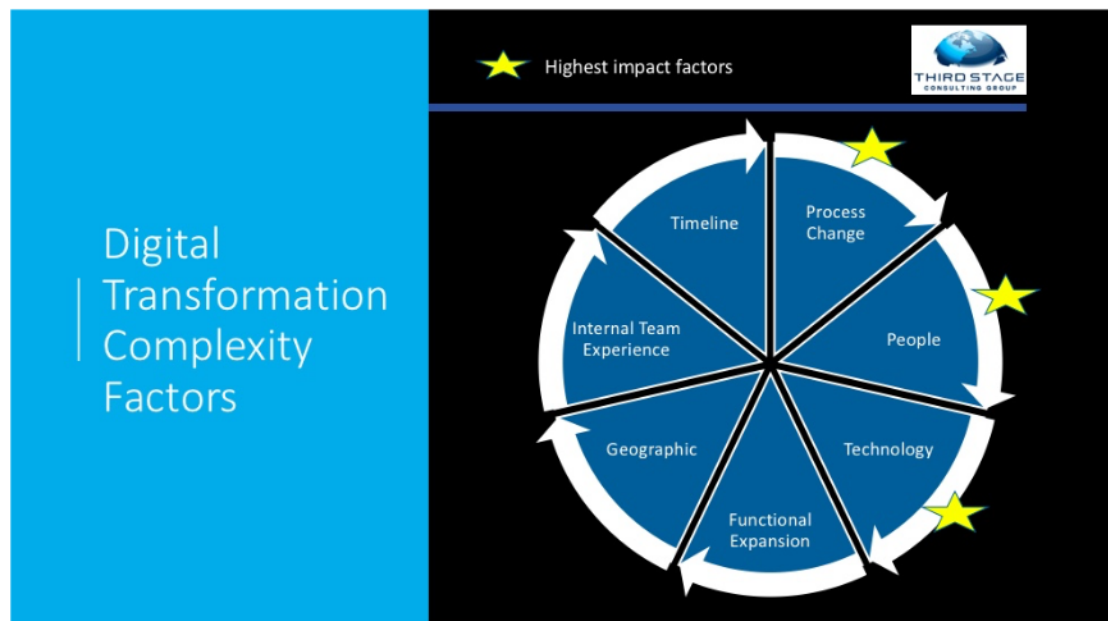 Highest impact factors
THIRD STAGE
CONSULTING GROUP
Digital
Transformation
Complexity
Factors
Timeline
Process
Change
Internal Team
Experience
People
Geographic
Technology
Functional
Expansion